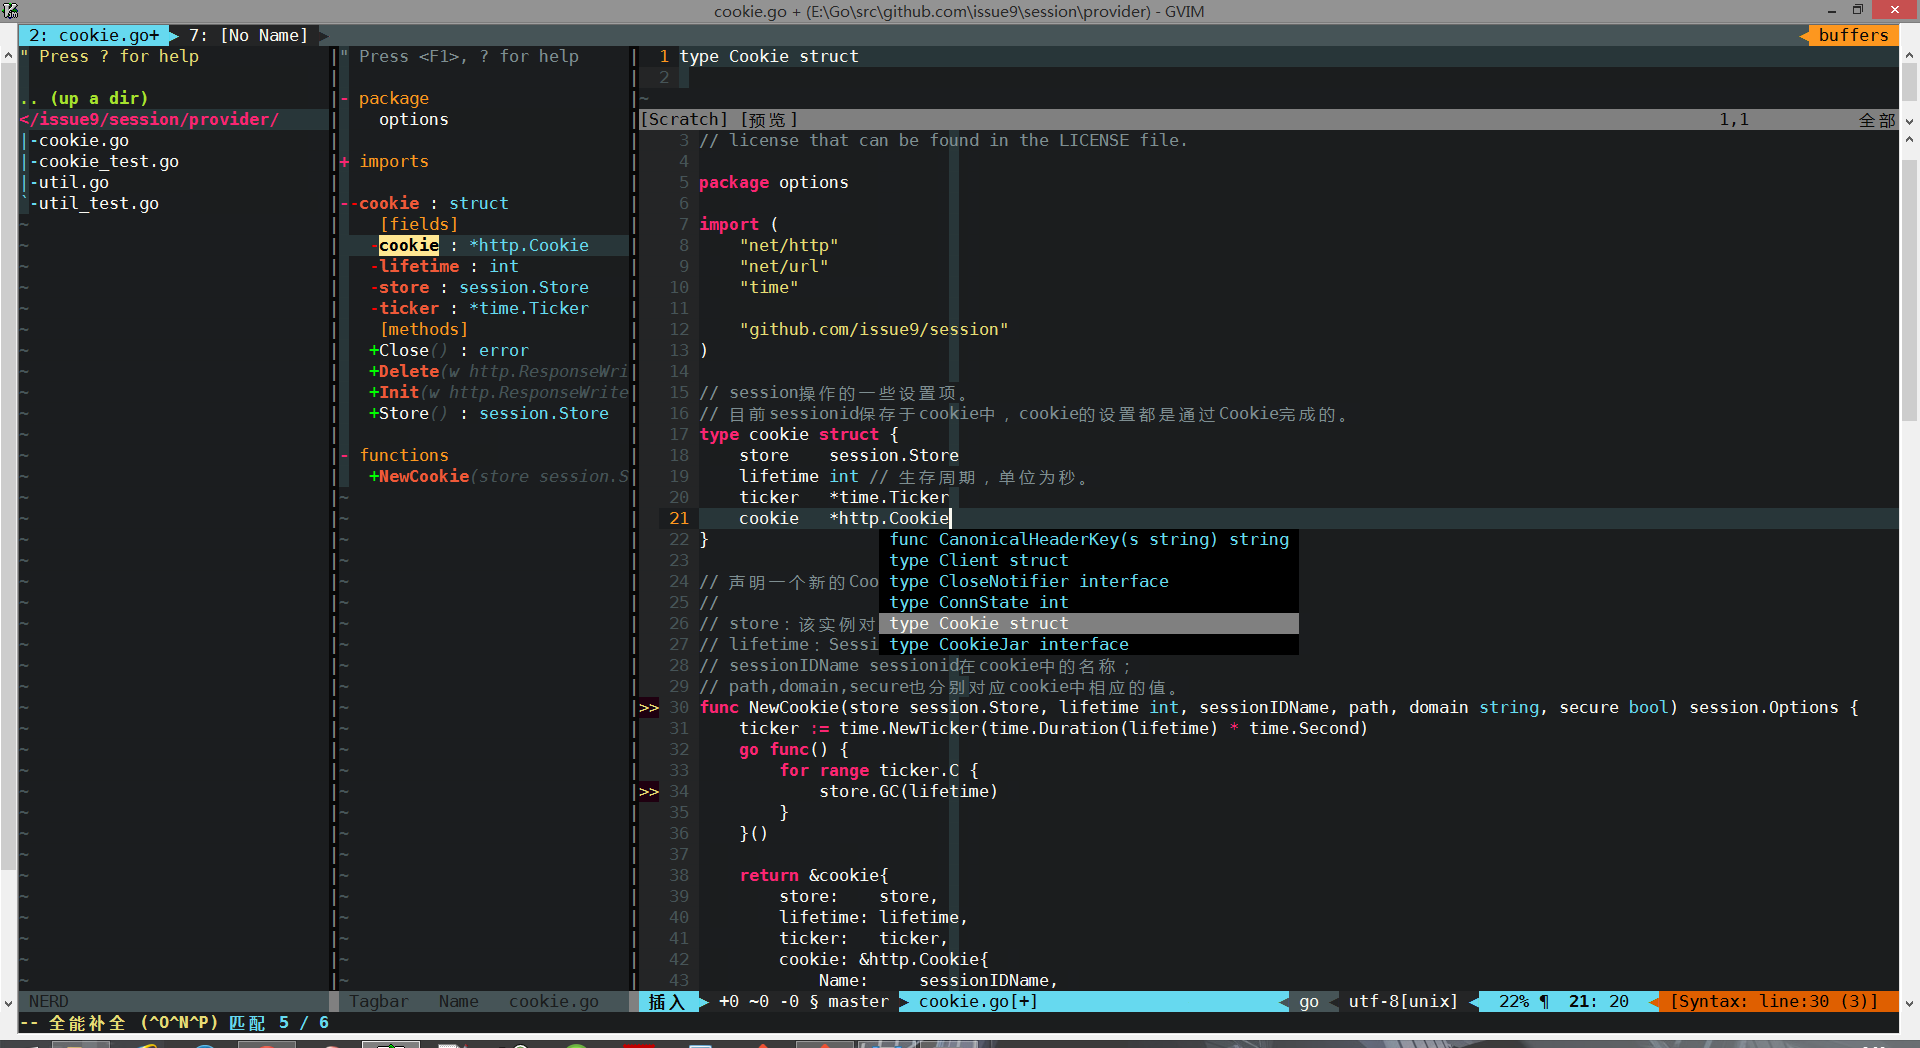 cookie.go + (E:\Go\src\github.com\issue9\session\provider) - GVIM
2: cookie.go+ 7: [No Name] buffers
" Press ? for help
.. (up a dir)
</issue9/session/provider/
|-cookie.go
|-cookie_test.go
|-util.go
`-util_test.go
" Press <F1>, ? for help
- package
options
+ imports
--cookie : struct
[fields]
-cookie : *http.Cookie
-lifetime : int
-store : session.Store
-ticker : *time.Ticker
[methods]
+Close() : error
+Delete(w http.ResponseWri
+Init(w http.ResponseWrite
+Store() : session.Store
- functions
+NewCookie(store session.S
1 type Cookie struct
2
~
[Scratch] [预览] 1,1 全部
3 // license that can be found in the LICENSE file.
4
5 package options
6
7 import (
8 "net/http"
9 "net/url"
10 "time"
11
12 "github.com/issue9/session"
13 )
14
15 // session操作的一些设置项。
16 // 目前sessionid保存于cookie中，cookie的设置都是通过Cookie完成的。
17 type cookie struct {
18 store session.Store
19 lifetime int // 生存周期，单位为秒。
20 ticker *time.Ticker
21 cookie *http.Cookie
22 }
23
24 // 声明一个新的Coo
25 //
26 // store：该实例对
27 // lifetime：Sessi
28 // sessionIDName sessionid在cookie中的名称；
29 // path,domain,secure也分别对应cookie中相应的值。
func CanonicalHeaderKey(s string) string
type Client struct
type CloseNotifier interface
type ConnState int
type Cookie struct
type CookieJar interface
>> 30 func NewCookie(store session.Store, lifetime int, sessionIDName, path, domain string, secure bool) session.Options {
31 ticker := time.NewTicker(time.Duration(lifetime) * time.Second)
32 go func() {
33 for range ticker.C {
>> 34 store.GC(lifetime)
35 }
36 }()
37
38 return &cookie{
39 store: store,
40 lifetime: lifetime,
41 ticker: ticker,
42 cookie: &http.Cookie{
43 Name: sessionIDName,
NERD Tagbar Name cookie.go 插入 +0 ~0 -0 § master cookie.go[+] go utf-8[unix] 22% ¶ 21: 20 [Syntax: line:30 (3)]
-- 全能补全 (^O^N^P) 匹配 5 / 6